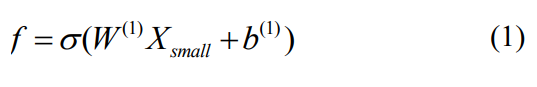 f = σ(W⁽¹⁾X_small + b⁽¹⁾) (1)